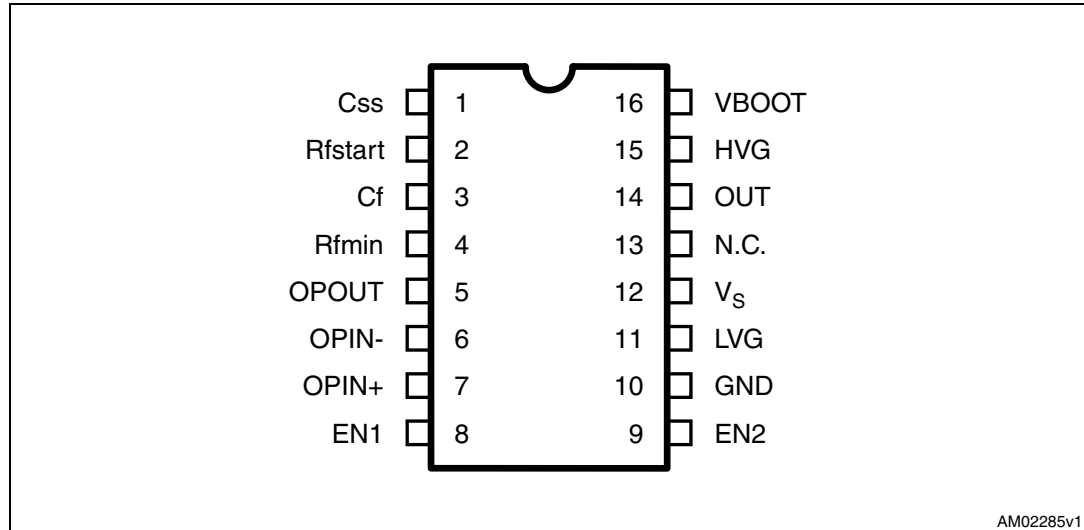 Css 1 16 VBOOT
Rfstart 2 15 HVG
Cf 3 14 OUT
Rfmin 4 13 N.C.
OPOUT 5 12 VS
OPIN- 6 11 LVG
OPIN+ 7 10 GND
EN1 8 9 EN2
AM02285v1